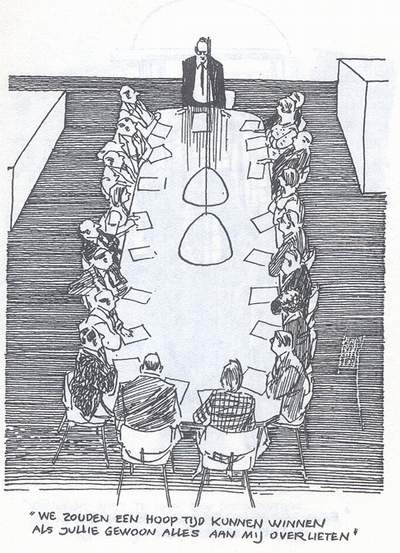 "WE ZOUDEN EEN HOOP TIJD KUNNEN WINNEN
ALS JULLIE GEWOON ALLES AAN MIJ OVERLIETEN"